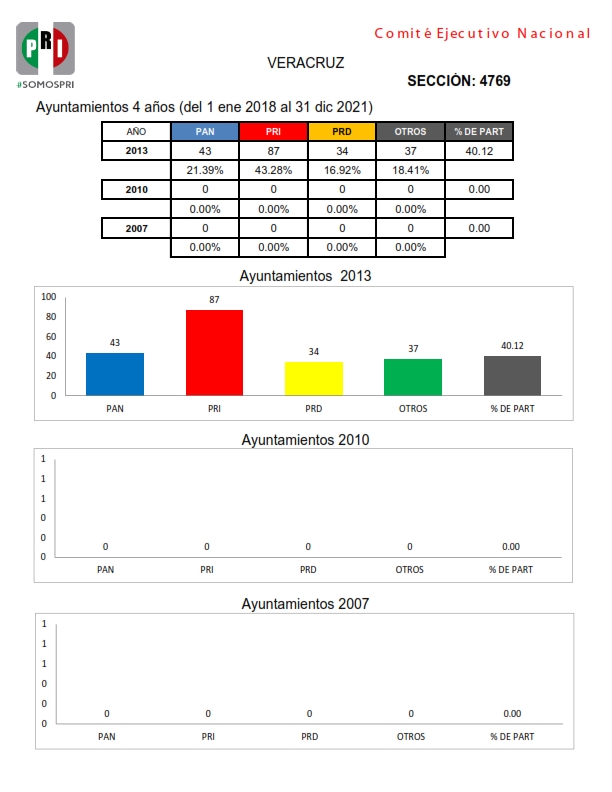 Comité Ejecutivo Nacional
PRI
#SOMOSPRI
VERACRUZ
SECCIÓN: 4769
Ayuntamientos 4 años (del 1 ene 2018 al 31 dic 2021)
AÑO PAN PRI PRD OTROS % DE PART
2013 43 87 34 37 40.12
21.39% 43.28% 16.92% 18.41%
2010 0 0 0 0 0.00
0.00% 0.00% 0.00% 0.00%
2007 0 0 0 0 0.00
0.00% 0.00% 0.00% 0.00%
Ayuntamientos 2013
100
80
60
40
20
0
43 87 34 37 40.12
PAN PRI PRD OTROS % DE PART
Ayuntamientos 2010
1
1
1
0
0
0
0 0 0 0 0.00
PAN PRI PRD OTROS % DE PART
Ayuntamientos 2007
1
1
1
0
0
0
0 0 0 0 0.00
PAN PRI PRD OTROS % DE PART